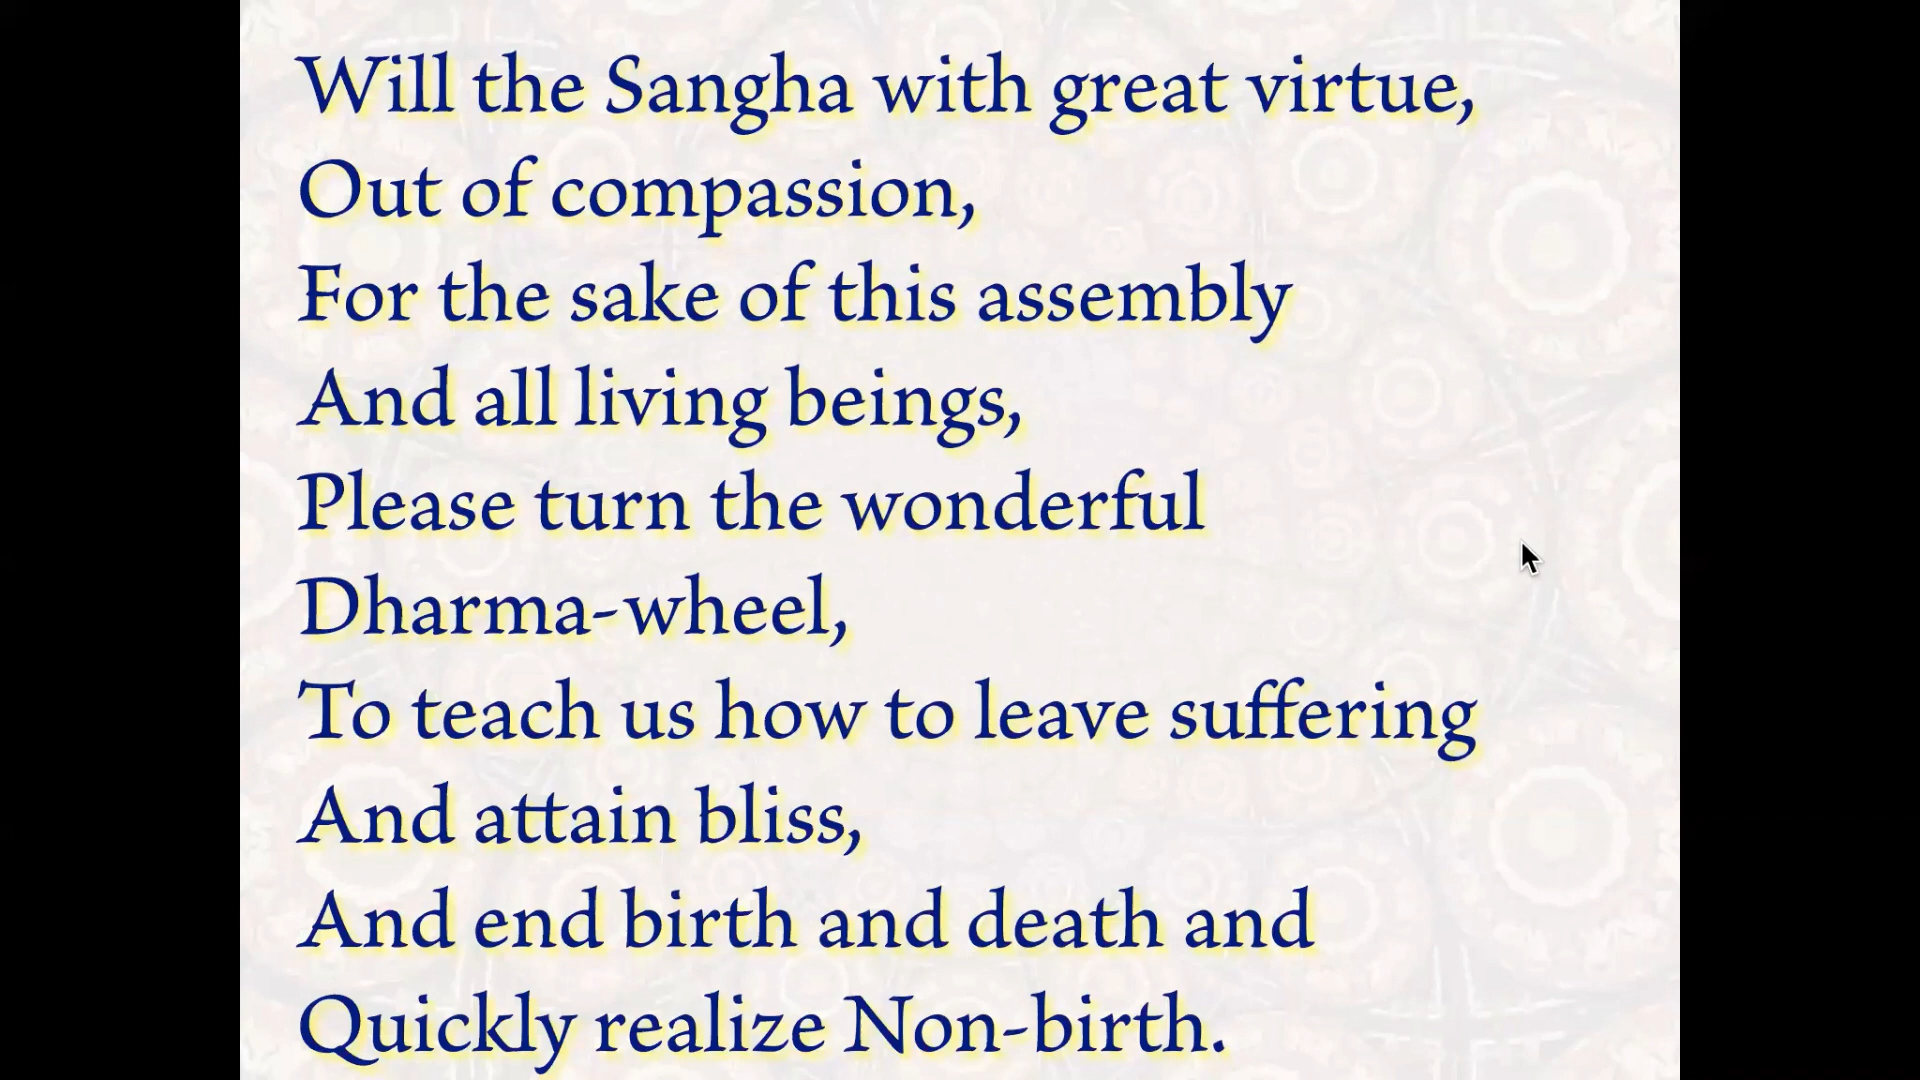 Will the Sangha with great virtue,
Out of compassion,
For the sake of this assembly
And all living beings,
Please turn the wonderful
Dharma-wheel,
To teach us how to leave suffering
And attain bliss,
And end birth and death and
Quickly realize Non-birth.